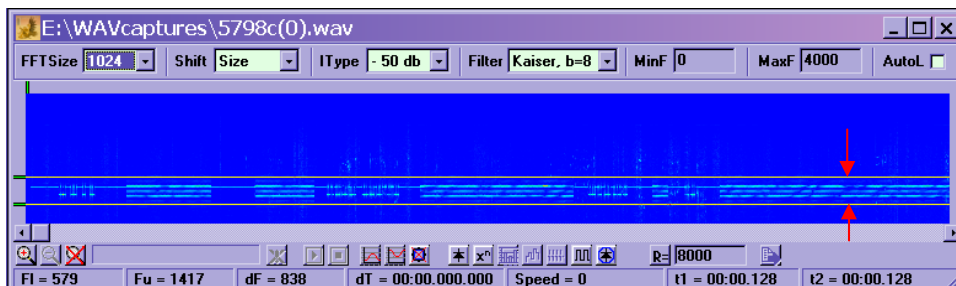 E:\WAVcaptures\5798c(0).wav
FFTSize 1024 Shift Size IType - 50 db Filter Kaiser, b=8 MinF 0 MaxF 4000 AutoL
xⁿ R= 8000
Fl = 579 Fu = 1417 dF = 838 dT = 00:00.000.000 Speed = 0 t1 = 00:00.128 t2 = 00:00.128